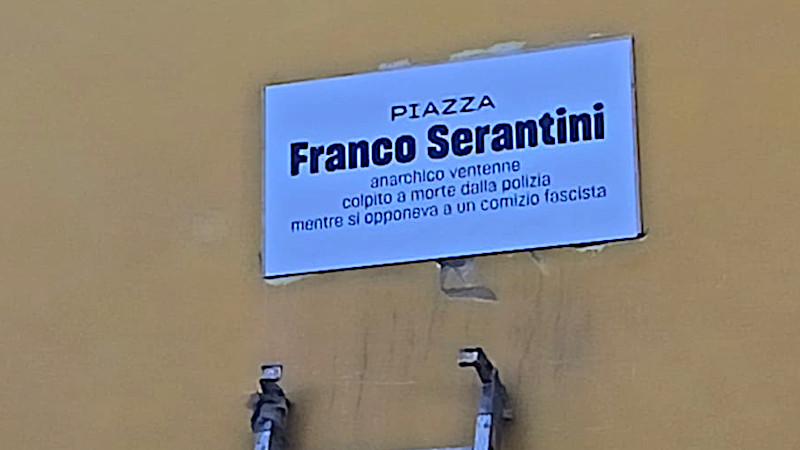 PIAZZA
Franco Serantini
anarchico ventenne
colpito a morte dalla polizia
mentre si opponeva a un comizio fascista